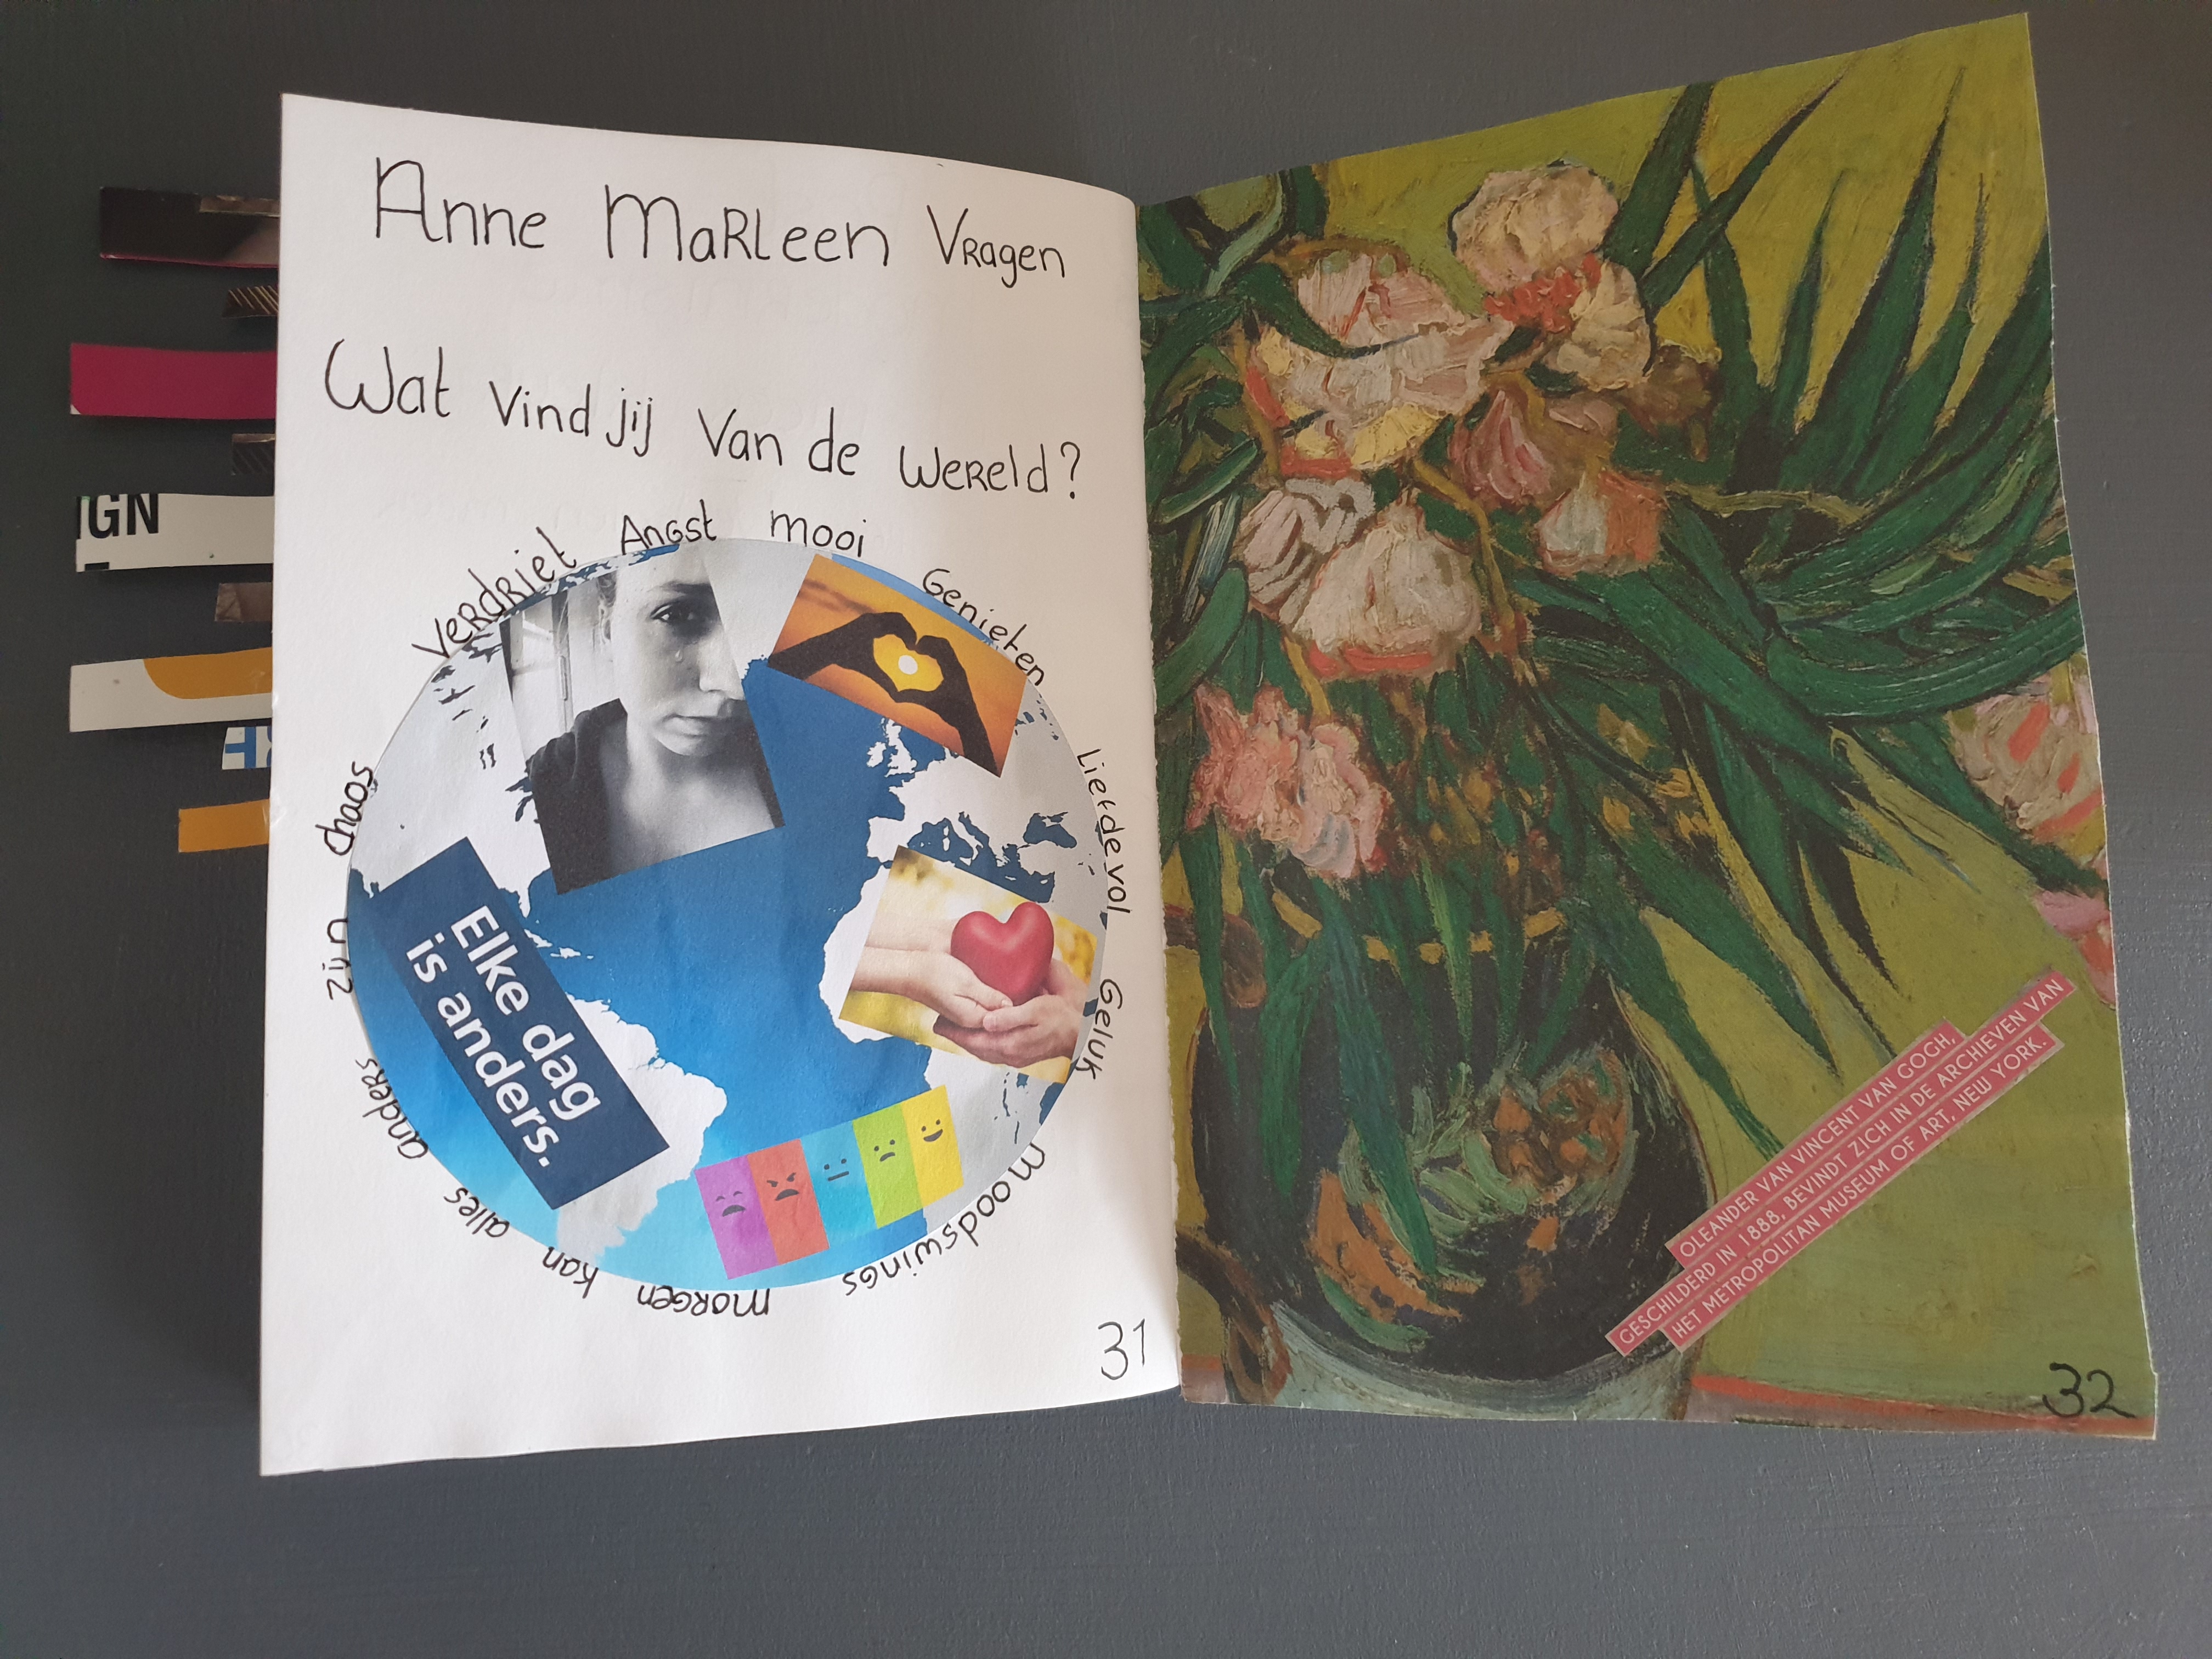 Anne Marleen Vragen
Wat vind jij van de wereld?
Verdriet Angst mooi Genieten Liefdevol Geluk moodswings morgen kan alles anders zijn chaos
Elke dag
is anders.
31
IGN
OLEANDER VAN VINCENT VAN GOGH,
GESCHILDERD IN 1888, BEVINDT ZICH IN DE ARCHIEVEN VAN
HET METROPOLITAN MUSEUM OF ART, NEW YORK.
32